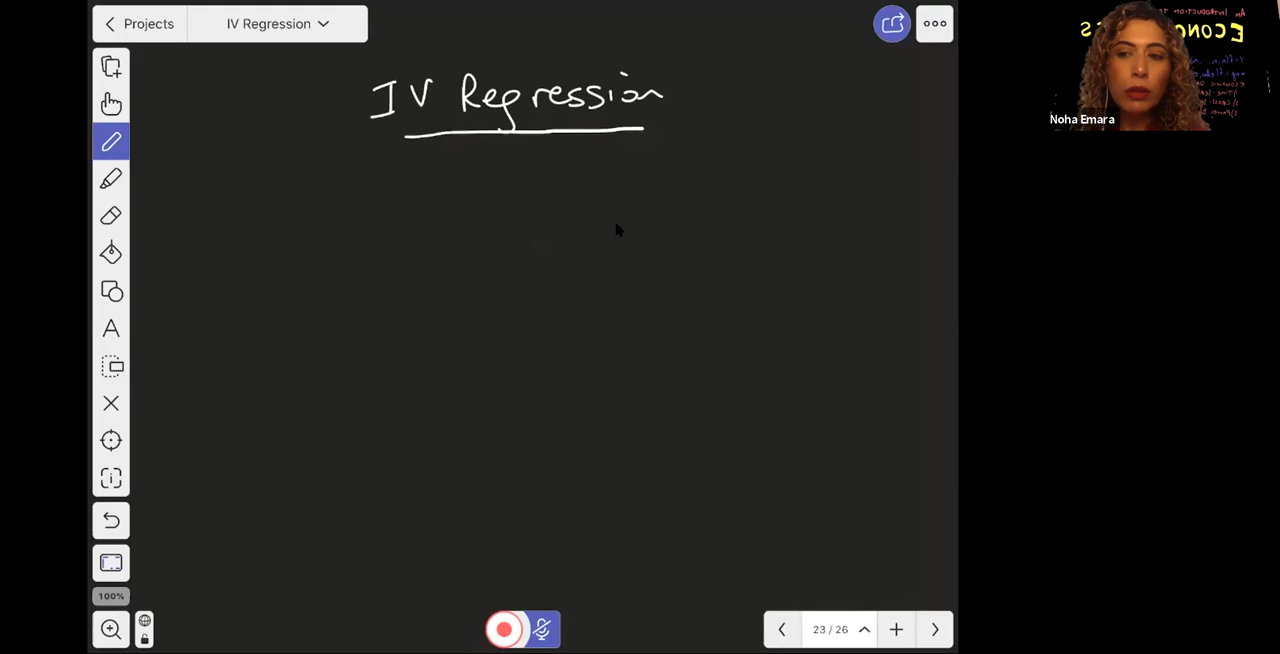 Projects
IV Regression
IV Regression
100%
23 / 26
Noha Emara